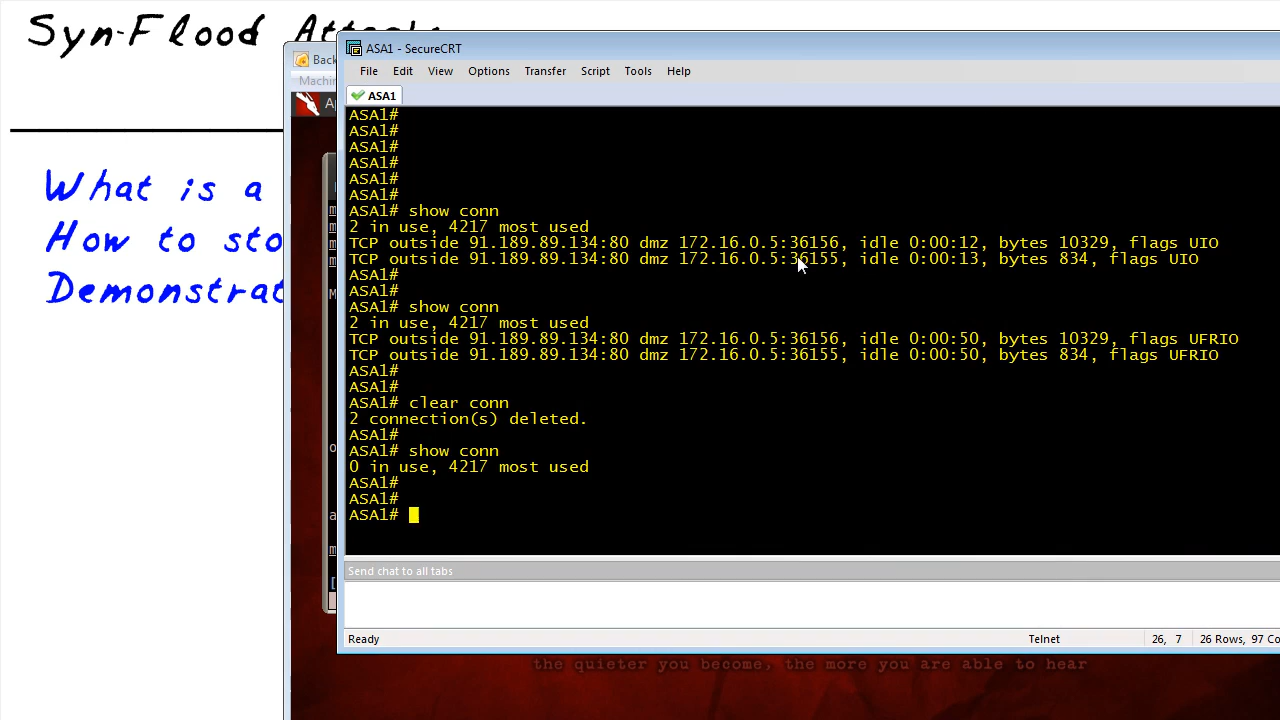 Syn-Flood Attacks
What is a
How to sto
Demonstrat
Back
Machin
Ap
ASA1 - SecureCRT
File Edit View Options Transfer Script Tools Help
ASA1
ASA1#
ASA1#
ASA1#
ASA1#
ASA1#
ASA1#
ASA1# show conn
2 in use, 4217 most used
TCP outside 91.189.89.134:80 dmz 172.16.0.5:36156, idle 0:00:12, bytes 10329, flags UIO
TCP outside 91.189.89.134:80 dmz 172.16.0.5:36155, idle 0:00:13, bytes 834, flags UIO
ASA1#
ASA1#
ASA1# show conn
2 in use, 4217 most used
TCP outside 91.189.89.134:80 dmz 172.16.0.5:36156, idle 0:00:50, bytes 10329, flags UFRIO
TCP outside 91.189.89.134:80 dmz 172.16.0.5:36155, idle 0:00:50, bytes 834, flags UFRIO
ASA1#
ASA1#
ASA1# clear conn
2 connection(s) deleted.
ASA1#
ASA1# show conn
0 in use, 4217 most used
ASA1#
ASA1#
ASA1#
Send chat to all tabs
Ready Telnet 26, 7 26 Rows, 97 Co
the quieter you become, the more you are able to hear